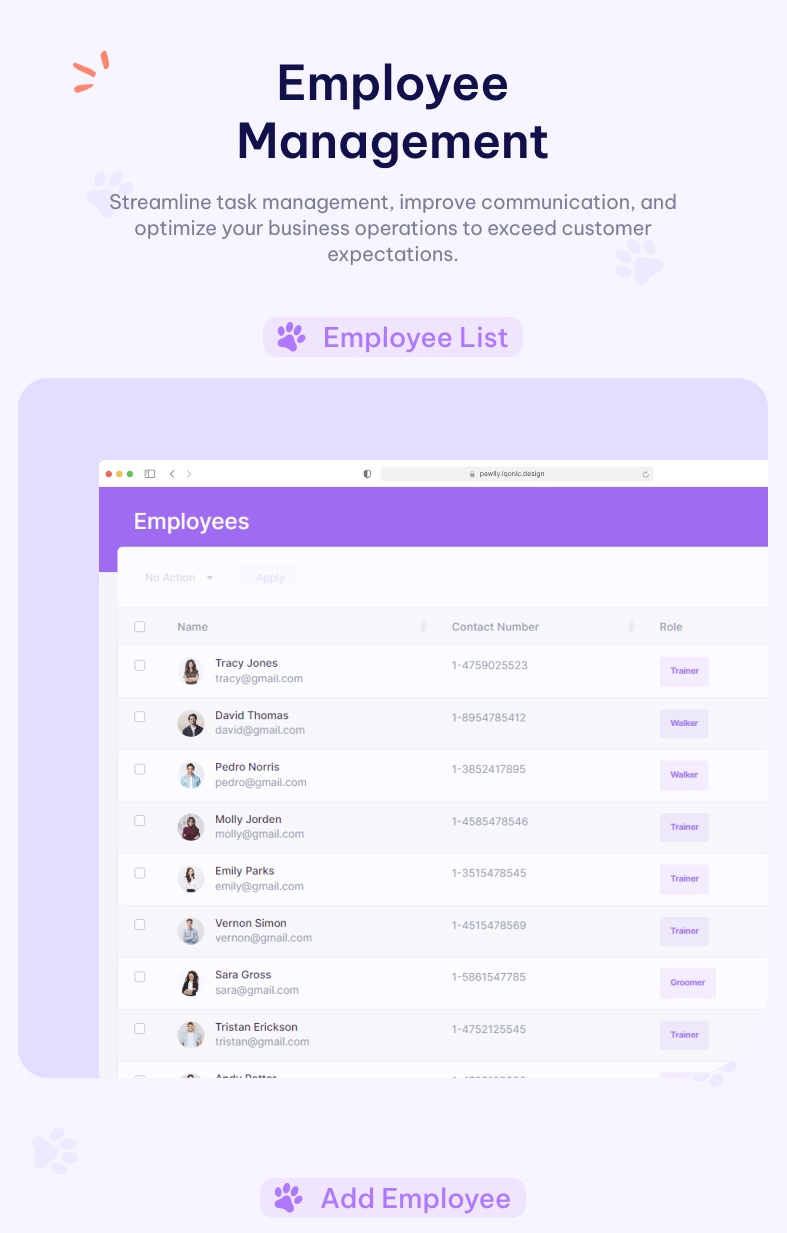 Employee
Management
Streamline task management, improve communication, and
optimize your business operations to exceed customer
expectations.
Employee List
pawlly.iqonic.design
Employees
No Action
Apply
Name Contact Number Role
Tracy Jones
tracy@gmail.com
1-4759025523
Trainer
David Thomas
david@gmail.com
1-8954785412
Walker
Pedro Norris
pedro@gmail.com
1-3852417895
Walker
Molly Jorden
molly@gmail.com
1-4585478546
Trainer
Emily Parks
emily@gmail.com
1-3515478545
Trainer
Vernon Simon
vernon@gmail.com
1-4515478569
Trainer
Sara Gross
sara@gmail.com
1-5861547785
Groomer
Tristan Erickson
tristan@gmail.com
1-4752125545
Trainer
Add Employee